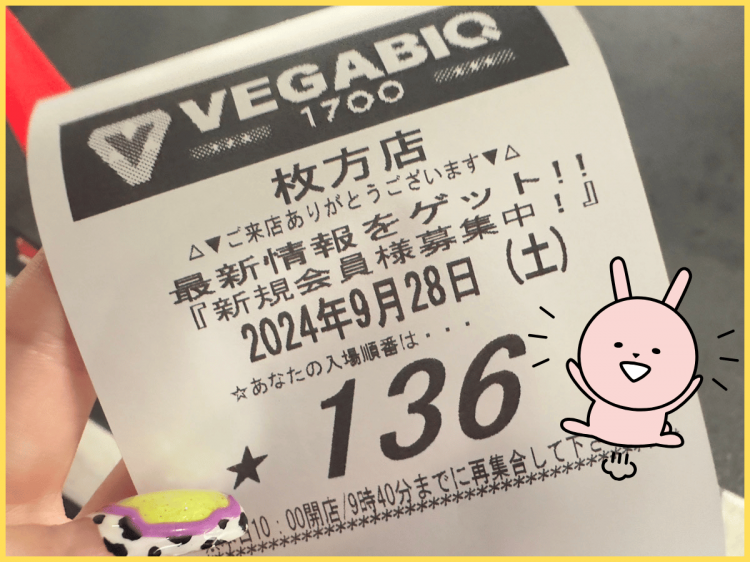 VEGABIQ
1700
枚方店
△▼ご来店ありがとうございます▼△
最新情報をゲット!!
『新規会員様募集中!』
2024年9月28日 (土)
☆あなたの入場順番は・・・
★ 136
10:00開店/9時40分までに再集合して下さ